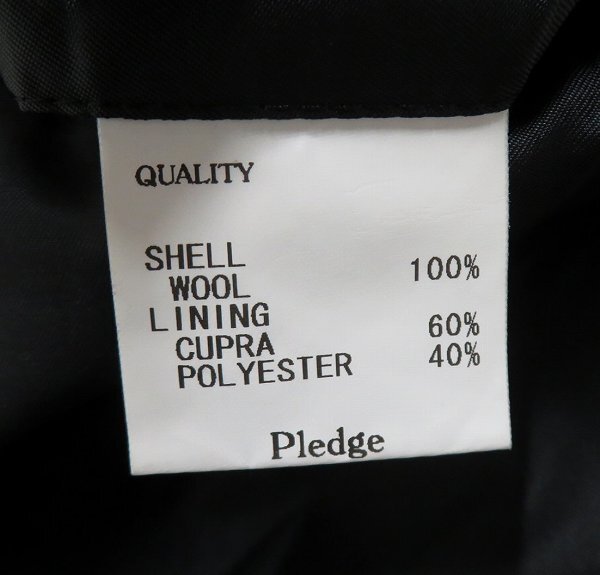 QUALITY
SHELL
WOOL 100%
LINING
CUPRA 60%
POLYESTER 40%
Pledge